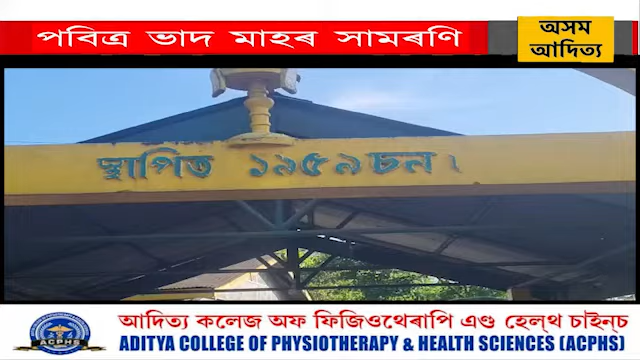 পবিত্ৰ ভাদ মাহৰ সামৰণি
অসম
আদিত্য
স্থাপিত ১৯৫৯ চন।
ACPHS
আদিত্য কলেজ অফ ফিজিওথেৰাপি এণ্ড হেল্থ চাইন্চ
ADITYA COLLEGE OF PHYSIOTHERAPY & HEALTH SCIENCES (ACPHS)